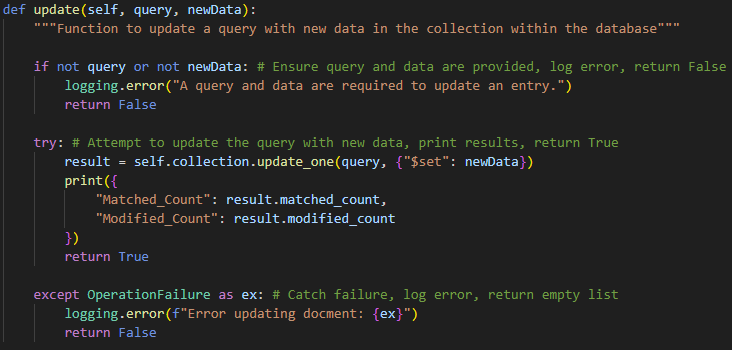 def update(self, query, newData):
    """Function to update a query with new data in the collection within the database"""

    if not query or not newData: # Ensure query and data are provided, log error, return False
        logging.error("A query and data are required to update an entry.")
        return False

    try: # Attempt to update the query with new data, print results, return True
        result = self.collection.update_one(query, {"$set": newData})
        print({
            "Matched_Count": result.matched_count,
            "Modified_Count": result.modified_count
        })
        return True

    except OperationFailure as ex: # Catch failure, log error, return empty list
        logging.error(f"Error updating docment: {ex}")
        return False